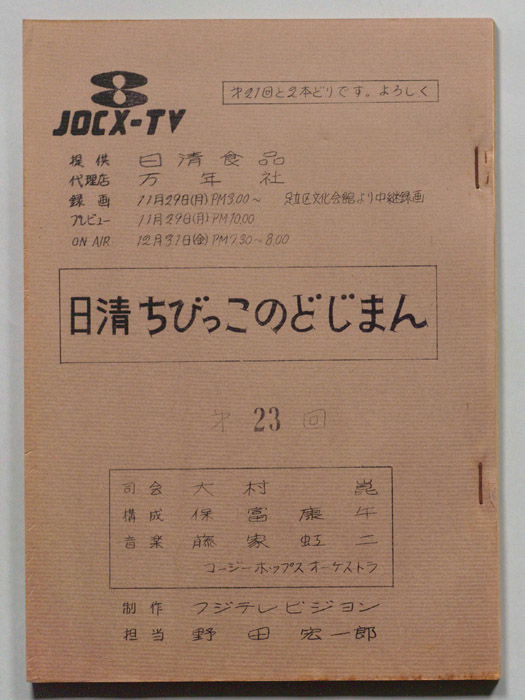 第21回と2本どりです。よろしく
JOCX-TV
提供 日清食品
代理店 万年社
録画 11月29日(月)PM3.00〜 足立区文化会館より中継録画
プレビュー 11月29日(月)PM10.00
ON AIR 12月31日(金)PM7.30〜8.00
日清ちびっこのどじまん
第23回
司会 大村崑
構成 保富康午
音楽 藤家虹二
コージーポップスオーケストラ
制作 フジテレビジョン
担当 野田宏一郎